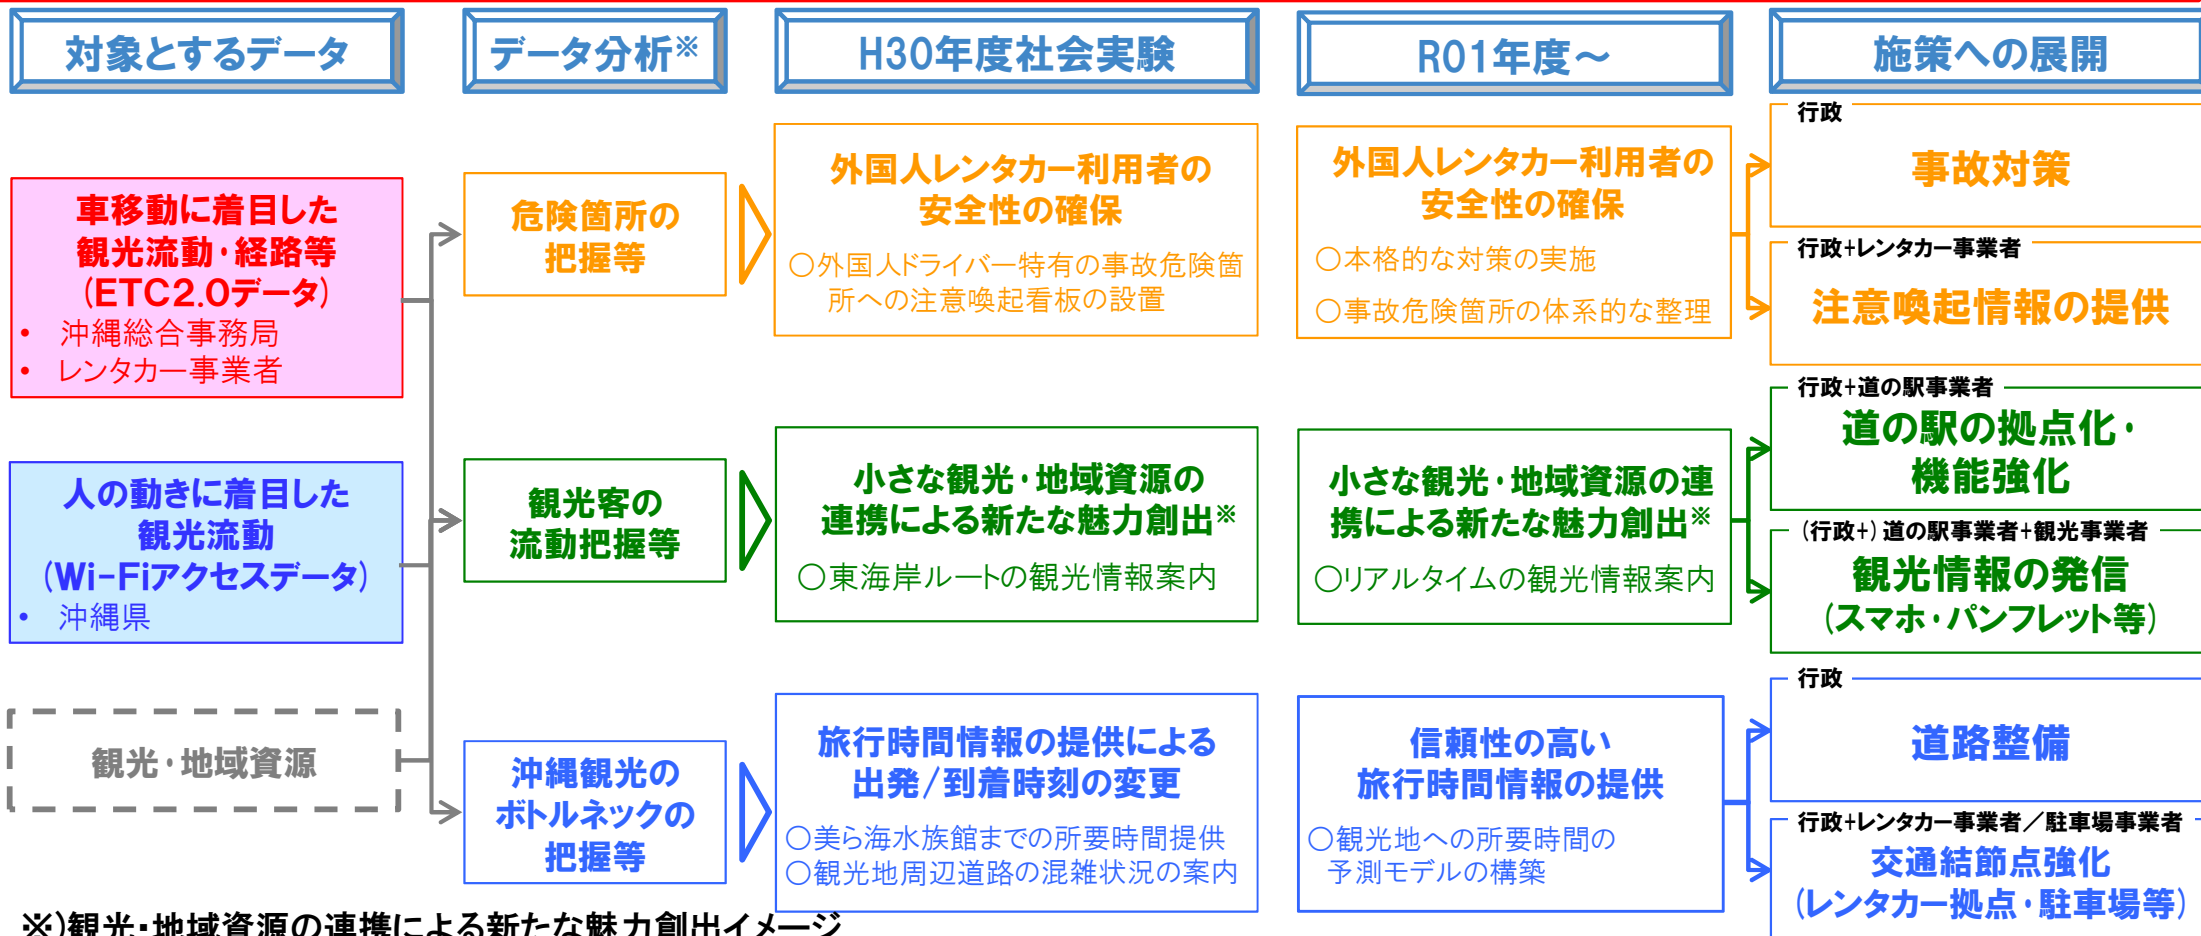 対象とするデータ
データ分析※
H30年度社会実験
R01年度～
施策への展開
車移動に着目した
観光流動・経路等
(ETC2.0データ)
• 沖縄総合事務局
• レンタカー事業者
人の動きに着目した
観光流動
(Wi-Fiアクセスデータ)
• 沖縄県
観光・地域資源
危険箇所の
把握等
観光客の
流動把握等
沖縄観光の
ボトルネックの
把握等
外国人レンタカー利用者の
安全性の確保
○外国人ドライバー特有の事故危険箇
所への注意喚起看板の設置
小さな観光・地域資源の
連携による新たな魅力創出※
○東海岸ルートの観光情報案内
旅行時間情報の提供による
出発/到着時刻の変更
○美ら海水族館までの所要時間提供
○観光地周辺道路の混雑状況の案内
外国人レンタカー利用者の
安全性の確保
○本格的な対策の実施
○事故危険箇所の体系的な整理
小さな観光・地域資源の連
携による新たな魅力創出※
○リアルタイムの観光情報案内
信頼性の高い
旅行時間情報の提供
○観光地への所要時間の
予測モデルの構築
行政
事故対策
行政+レンタカー事業者
注意喚起情報の提供
行政+道の駅事業者
道の駅の拠点化・
機能強化
(行政+)道の駅事業者+観光事業者
観光情報の発信
(スマホ・パンフレット等)
行政
道路整備
行政+レンタカー事業者／駐車場事業者
交通結節点強化
(レンタカー拠点・駐車場等)
※)観光・地域資源の連携による新たな魅力創出イメージ